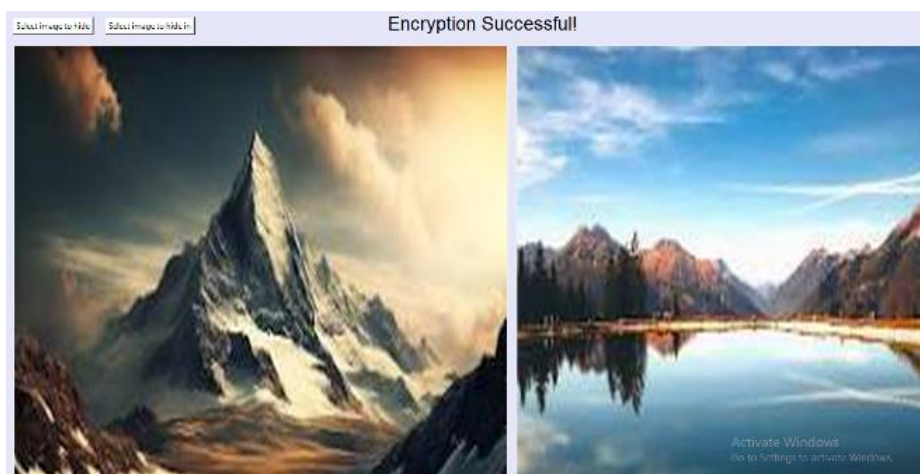 Select image to hide
Select image to hide in
Encryption Successful!
Activate Windows
Go to Settings to activate Windows.